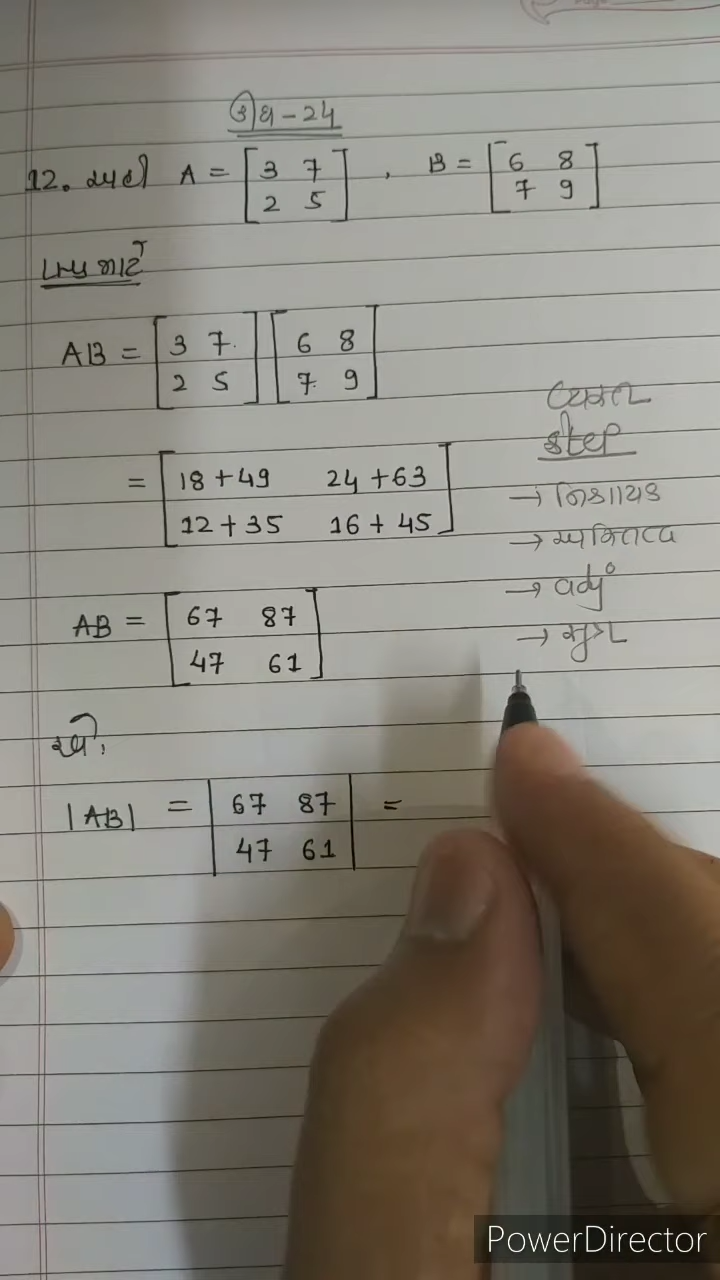 12. A = [3 7 2 5] , B = [6 8 7 9]
AB = [3 7 2 5] [6 8 7 9]
= [18 + 49 24 + 63
12 + 35 16 + 45]
AB = [67 87
47 61]
|AB| = |67 87
47 61| =
step
→ નિશ્ચાયક
→ adj
→ સૂત્ર
PowerDirector